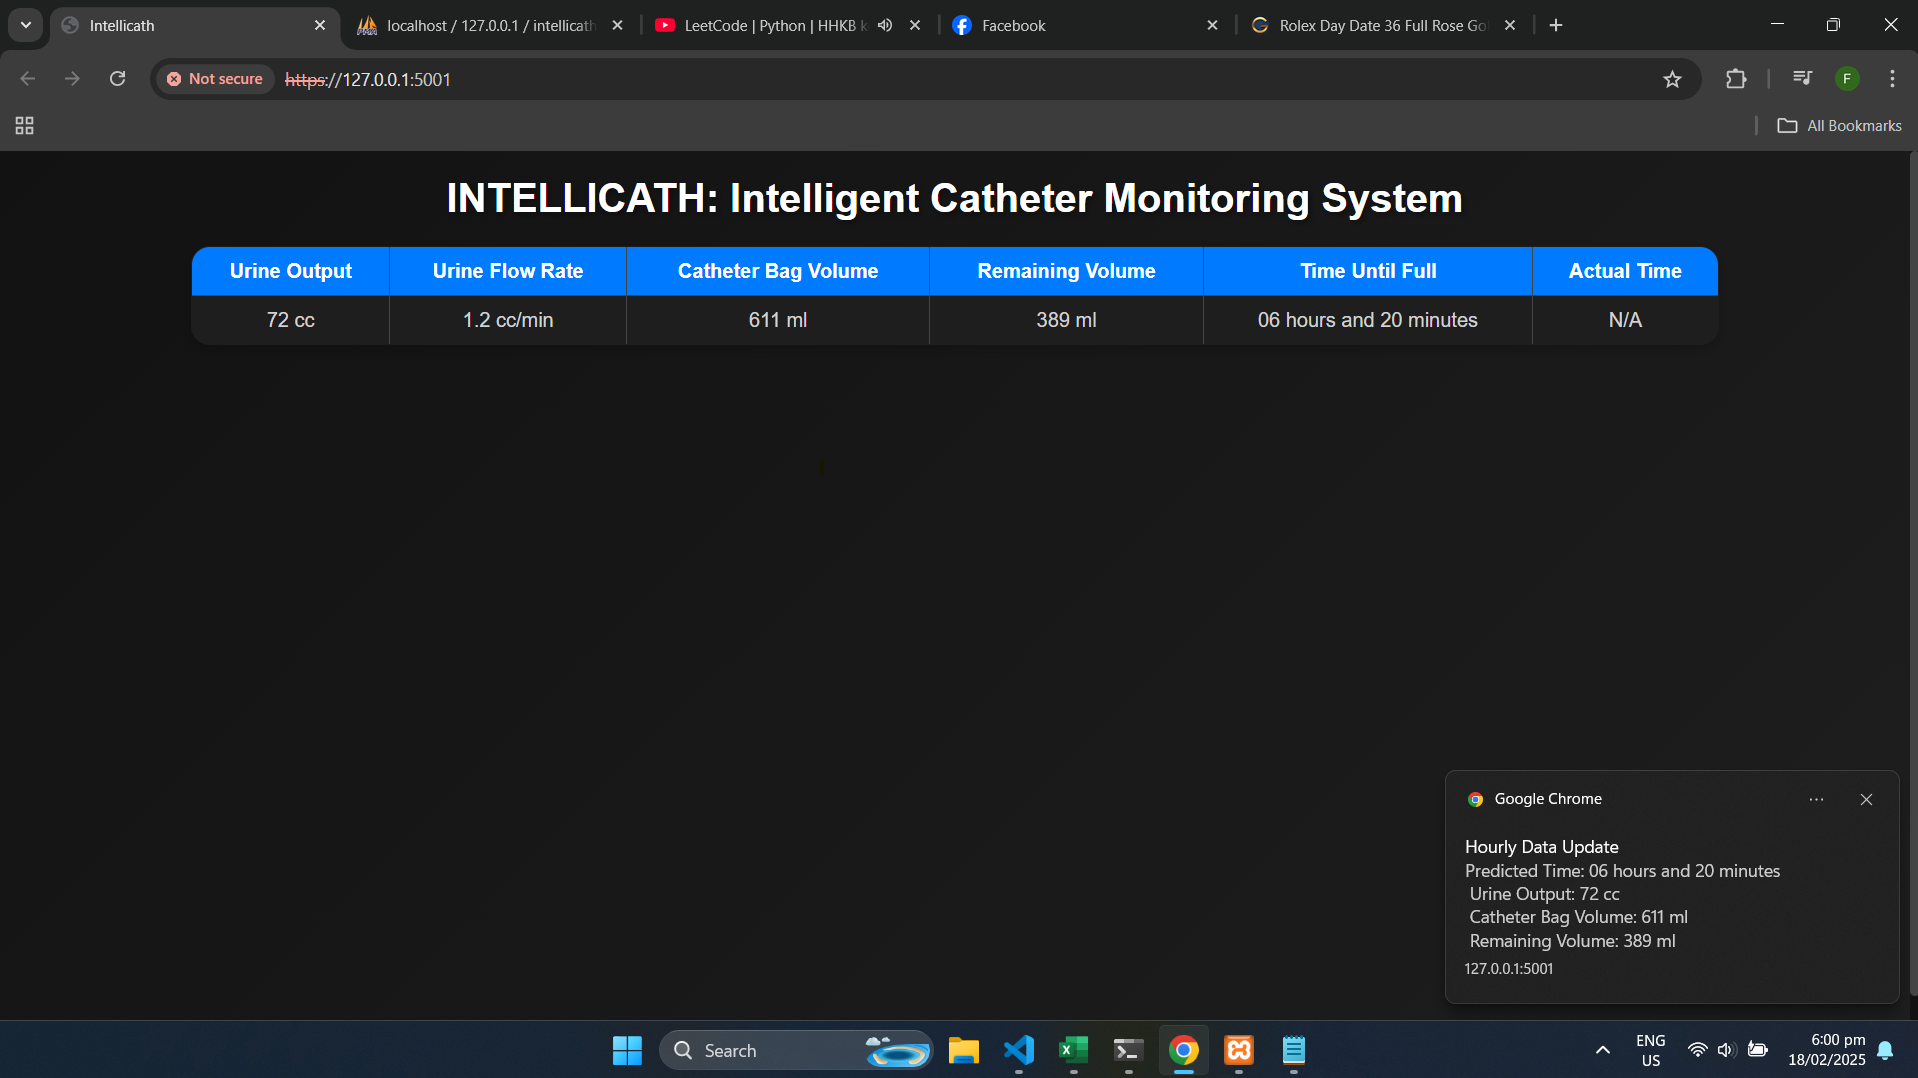 Intellicath
localhost / 127.0.0.1 / intellicath
LeetCode | Python | HHKB k
Facebook
Rolex Day Date 36 Full Rose Go
Not secure
https://127.0.0.1:5001
F
All Bookmarks
INTELLICATH: Intelligent Catheter Monitoring System
Urine Output Urine Flow Rate Catheter Bag Volume Remaining Volume Time Until Full Actual Time
72 cc 1.2 cc/min 611 ml 389 ml 06 hours and 20 minutes N/A
Google Chrome
Hourly Data Update
Predicted Time: 06 hours and 20 minutes
Urine Output: 72 cc
Catheter Bag Volume: 611 ml
Remaining Volume: 389 ml
127.0.0.1:5001
Search
ENG
US
6:00 pm
18/02/2025